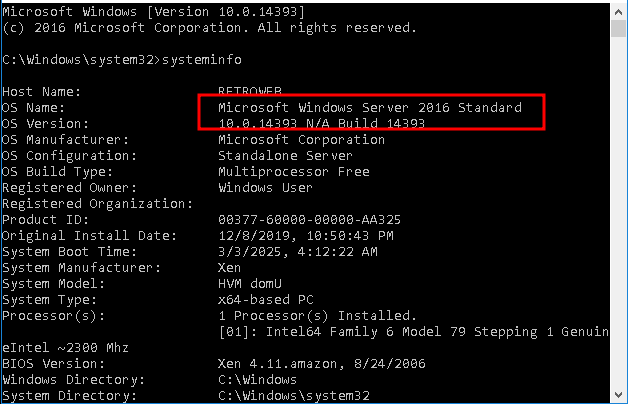 Microsoft Windows [Version 10.0.14393]
(c) 2016 Microsoft Corporation. All rights reserved.
C:\Windows\system32>systeminfo
Host Name: RETROWEB
OS Name: Microsoft Windows Server 2016 Standard
OS Version: 10.0.14393 N/A Build 14393
OS Manufacturer: Microsoft Corporation
OS Configuration: Standalone Server
OS Build Type: Multiprocessor Free
Registered Owner: Windows User
Registered Organization:
Product ID: 00377-60000-00000-AA325
Original Install Date: 12/8/2019, 10:50:43 PM
System Boot Time: 3/3/2025, 4:12:22 AM
System Manufacturer: Xen
System Model: HVM domU
System Type: x64-based PC
Processor(s): 1 Processor(s) Installed.
[01]: Intel64 Family 6 Model 79 Stepping 1 Genuin
eIntel ~2300 Mhz
BIOS Version: Xen 4.11.amazon, 8/24/2006
Windows Directory: C:\Windows
System Directory: C:\Windows\system32